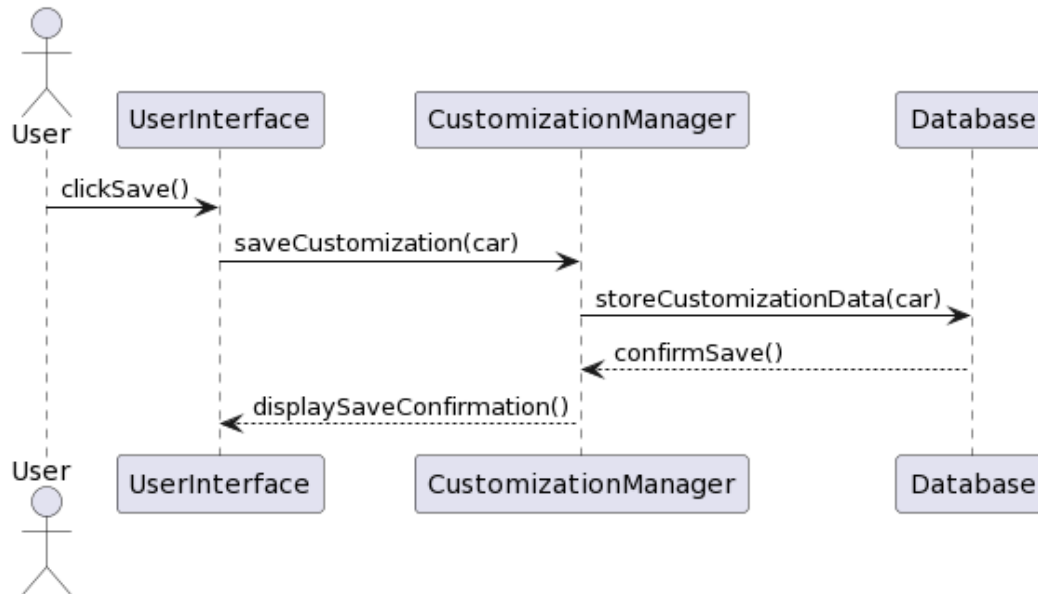 User
UserInterface
CustomizationManager
Database
clickSave()
saveCustomization(car)
storeCustomizationData(car)
confirmSave()
displaySaveConfirmation()
User
UserInterface
CustomizationManager
Database